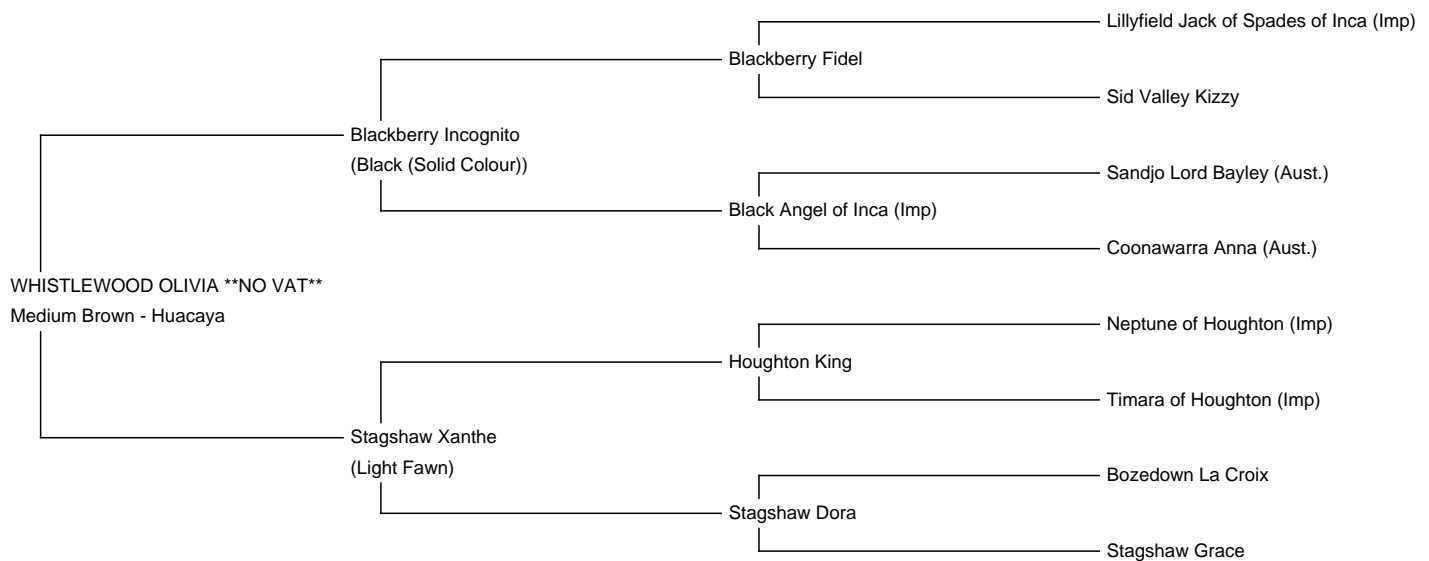 Lillyfield Jack of Spades of Inca (Imp)
Blackberry Fidel
Sid Valley Kizzy
Blackberry Incognito
(Black (Solid Colour))
Sandjo Lord Bayley (Aust.)
Black Angel of Inca (Imp)
Coonawarra Anna (Aust.)
WHISTLEWOOD OLIVIA **NO VAT**
Medium Brown - Huacaya
Neptune of Houghton (Imp)
Houghton King
Timara of Houghton (Imp)
Stagshaw Xanthe
(Light Fawn)
Bozedown La Croix
Stagshaw Dora
Stagshaw Grace